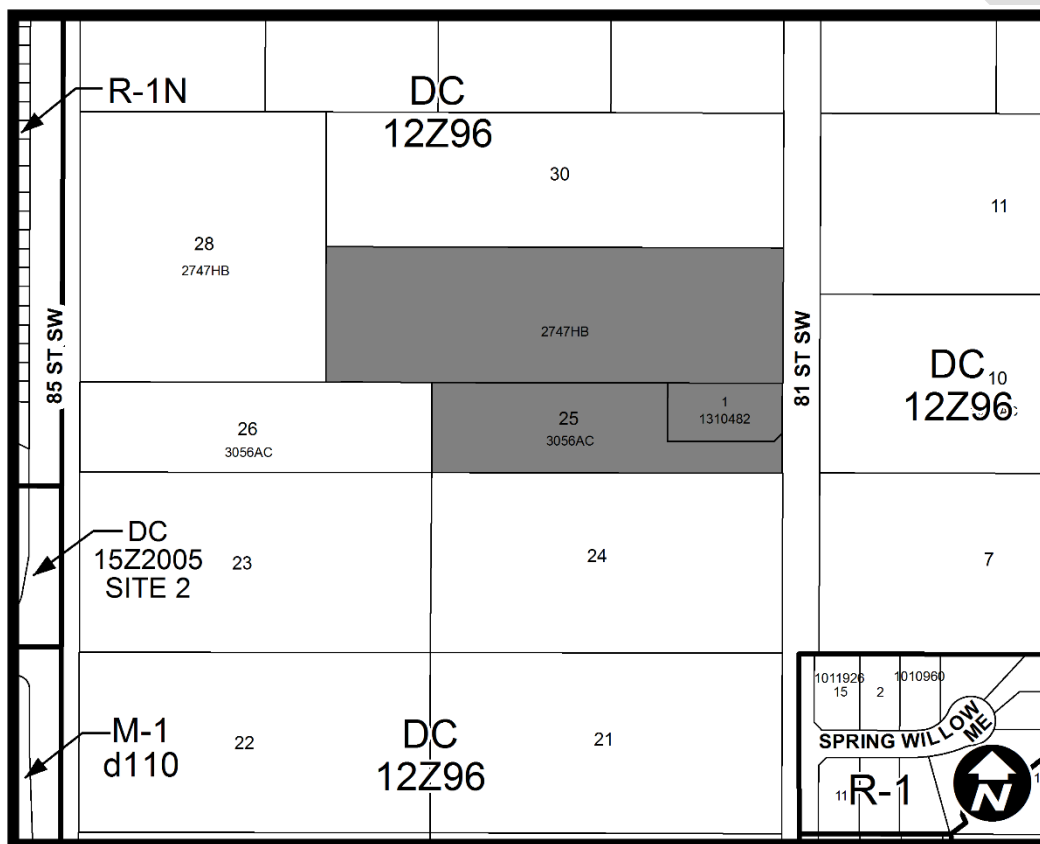 R-1N
DC
12Z96
30
11
28
2747HB
85 ST SW
2747HB
81 ST SW
DC
10
12Z96
25
3056AC
1
1310482
26
3056AC
DC
15Z2005
SITE 2
23
24
7
1011926
15
2
1010960
SPRING WILLOW
ME
M-1
d110
22
DC
12Z96
21
11
R-1
N